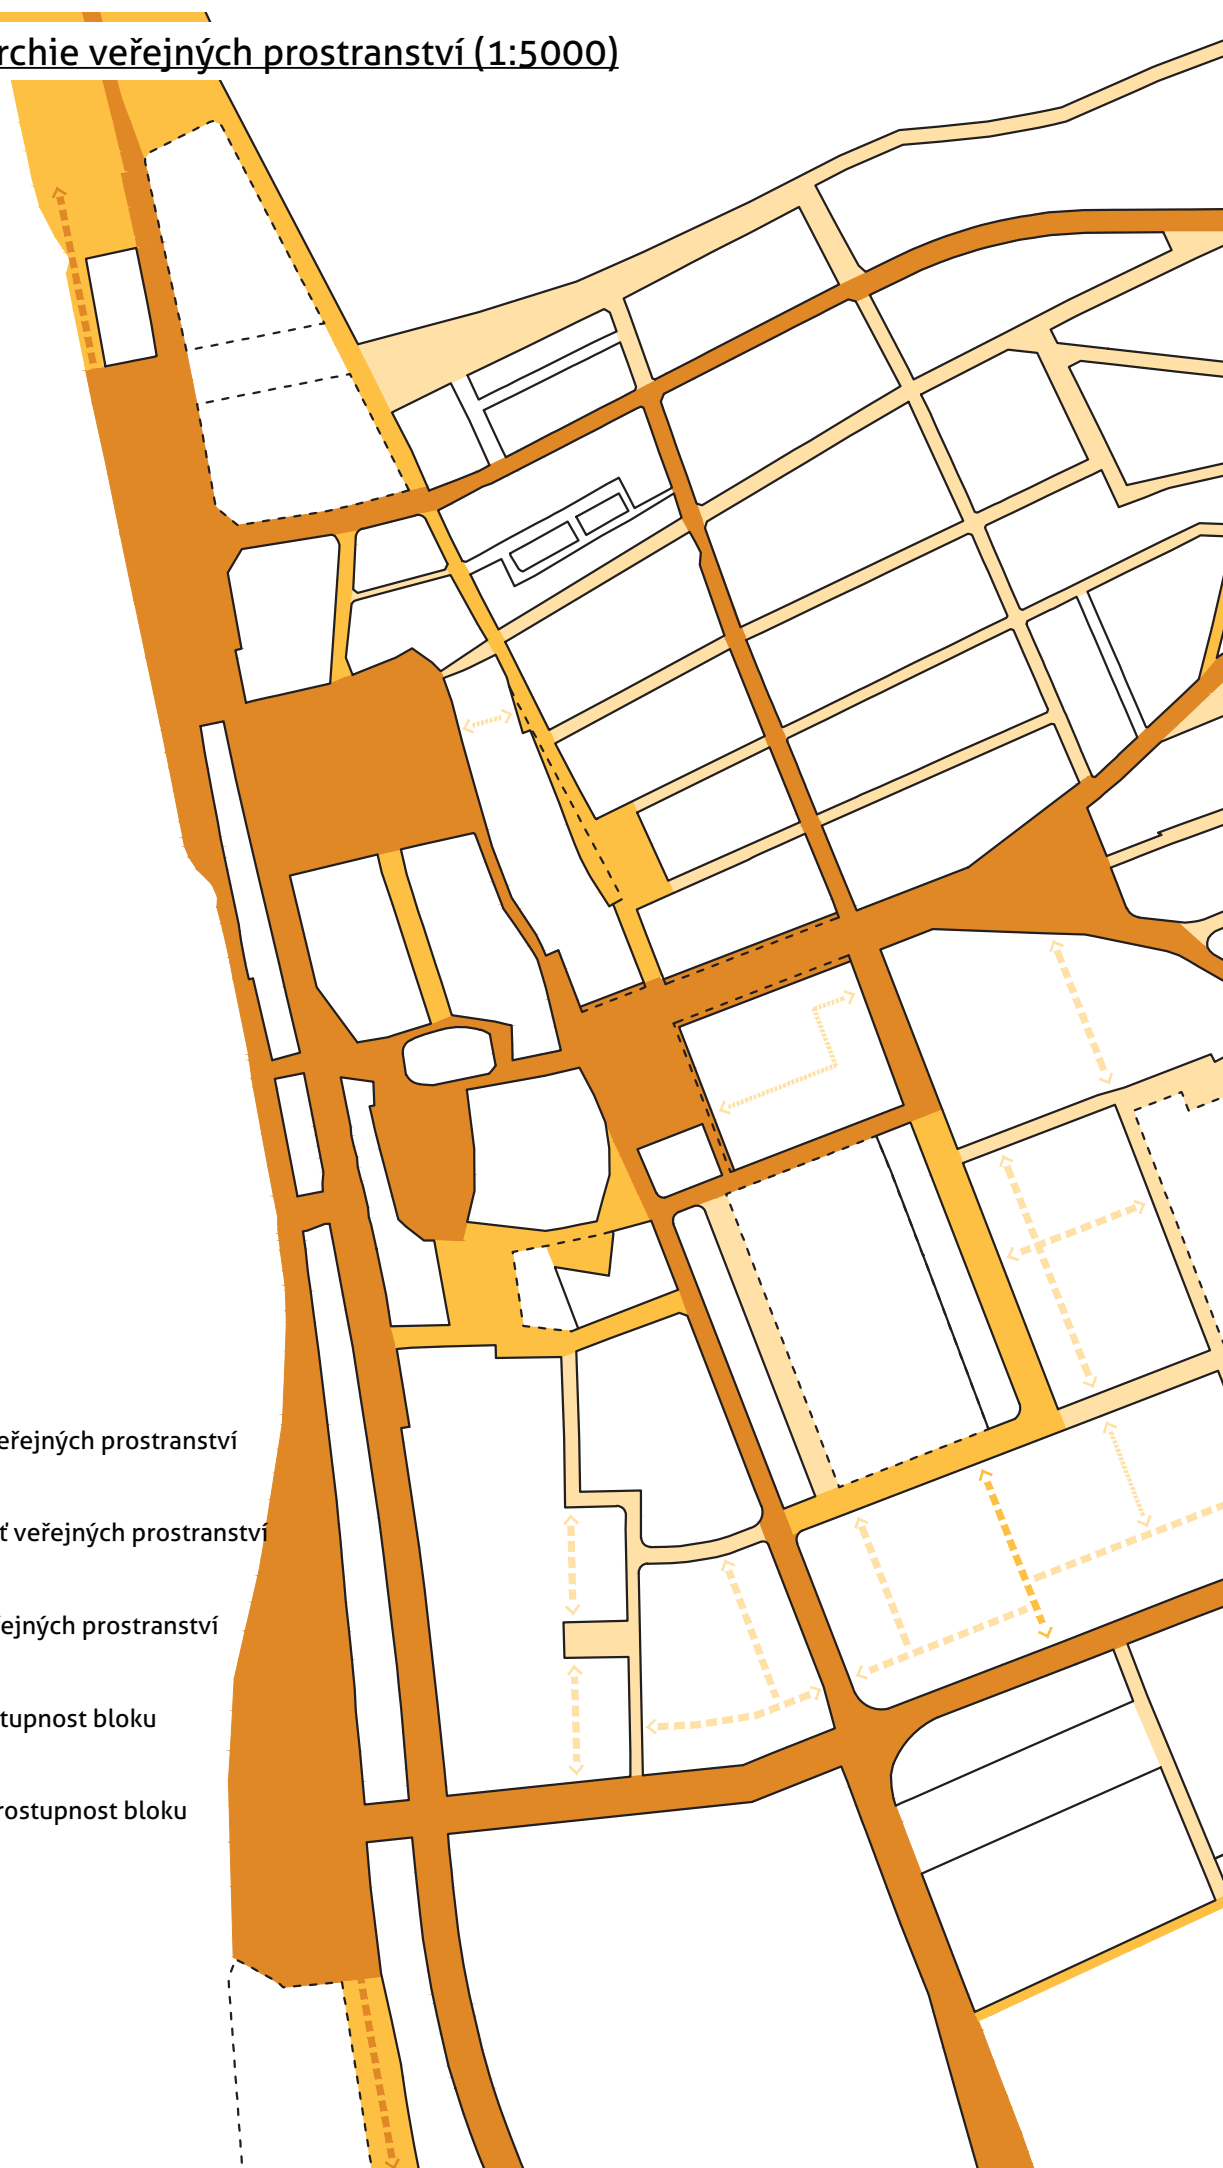 rchie veřejných prostranství (1:5000)
eřejných prostranství
ť veřejných prostranství
ejných prostranství
tupnost bloku
rostupnost bloku